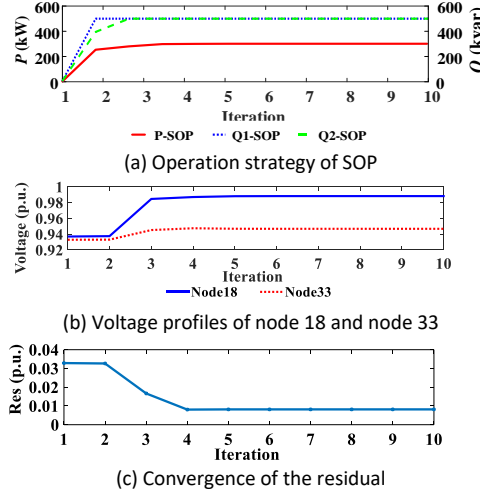 600 600
400 400
200 200
0 0
P (kW)
Q (kvar)
1 2 3 4 5 6 7 8 9 10
Iteration
P-SOP Q1-SOP Q2-SOP
(a) Operation strategy of SOP
1
0.98
0.96
0.94
0.92
Voltage (p.u.)
1 2 3 4 5 6 7 8 9 10
Iteration
Node18 Node33
(b) Voltage profiles of node 18 and node 33
0.04
0.03
0.02
0.01
0
Res (p.u.)
1 2 3 4 5 6 7 8 9 10
Iteration
(c) Convergence of the residual